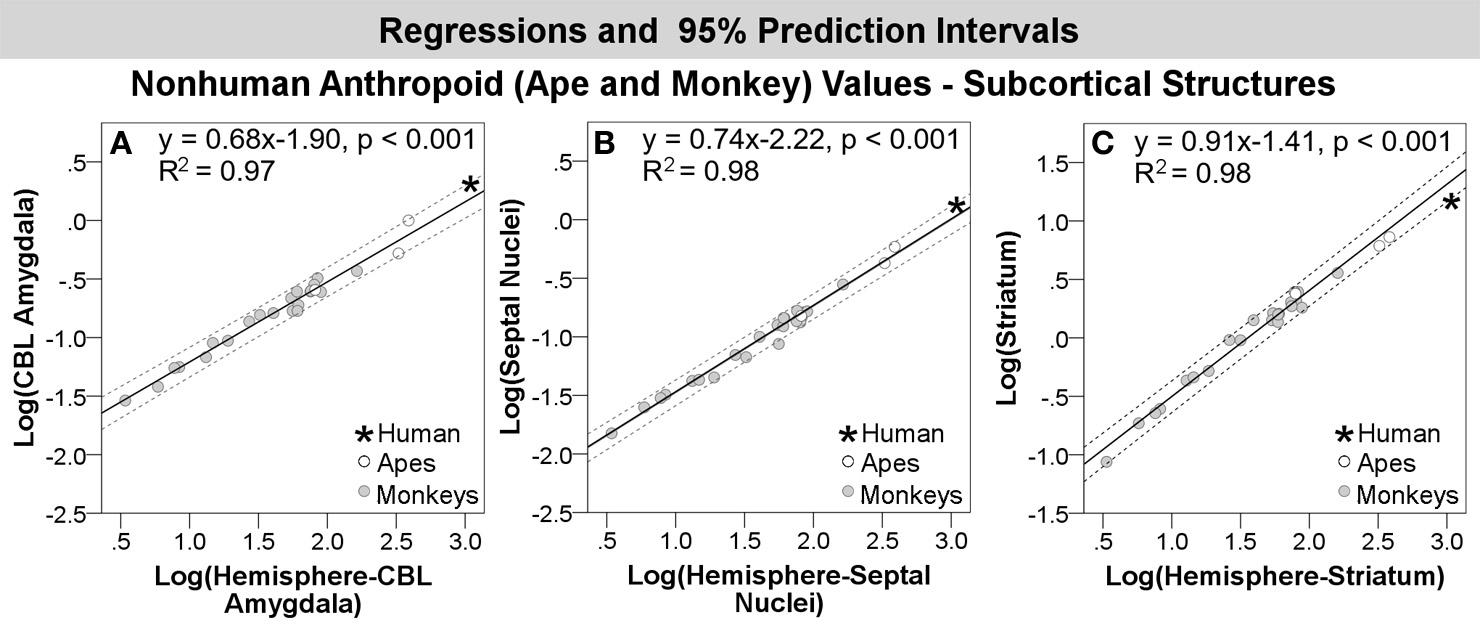 Regressions and 95% Prediction Intervals
Nonhuman Anthropoid (Ape and Monkey) Values - Subcortical Structures
A
y = 0.68x-1.90, p < 0.001
R² = 0.97
Log(CBL Amygdala)
.5
.0
-.5
-1.0
-1.5
-2.0
-2.5
* Human
Apes
Monkeys
.5 1.0 1.5 2.0 2.5 3.0
Log(Hemisphere-CBL
Amygdala)
B
y = 0.74x-2.22, p < 0.001
R² = 0.98
Log(Septal Nuclei)
.5
.0
-.5
-1.0
-1.5
-2.0
-2.5
* Human
Apes
Monkeys
.5 1.0 1.5 2.0 2.5 3.0
Log(Hemisphere-Septal
Nuclei)
C
y = 0.91x-1.41, p < 0.001
R² = 0.98
Log(Striatum)
1.5
1.0
.5
.0
-.5
-1.0
-1.5
* Human
Apes
Monkeys
.5 1.0 1.5 2.0 2.5 3.0
Log(Hemisphere-Striatum)